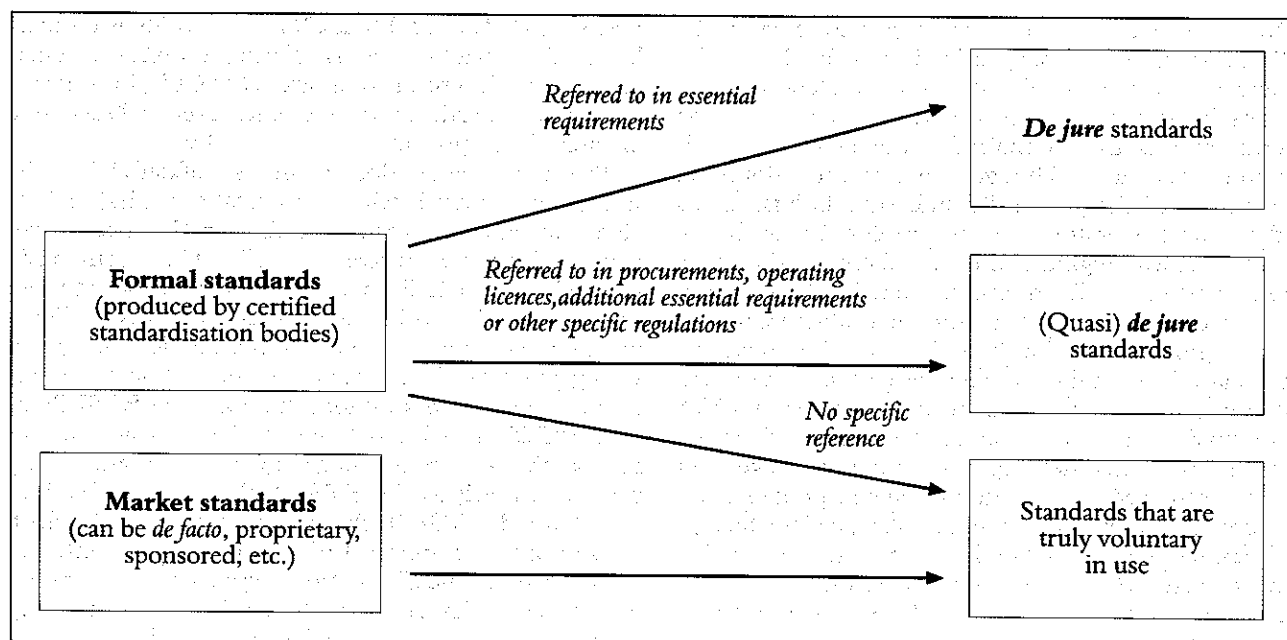 Referred to in essential
requirements
De jure standards
Formal standards
(produced by certified
standardisation bodies)
Referred to in procurements, operating
licences,additional essential requirements
or other specific regulations
(Quasi) de jure
standards
No specific
reference
Market standards
(can be de facto, proprietary,
sponsored, etc.)
Standards that are
truly voluntary
in use